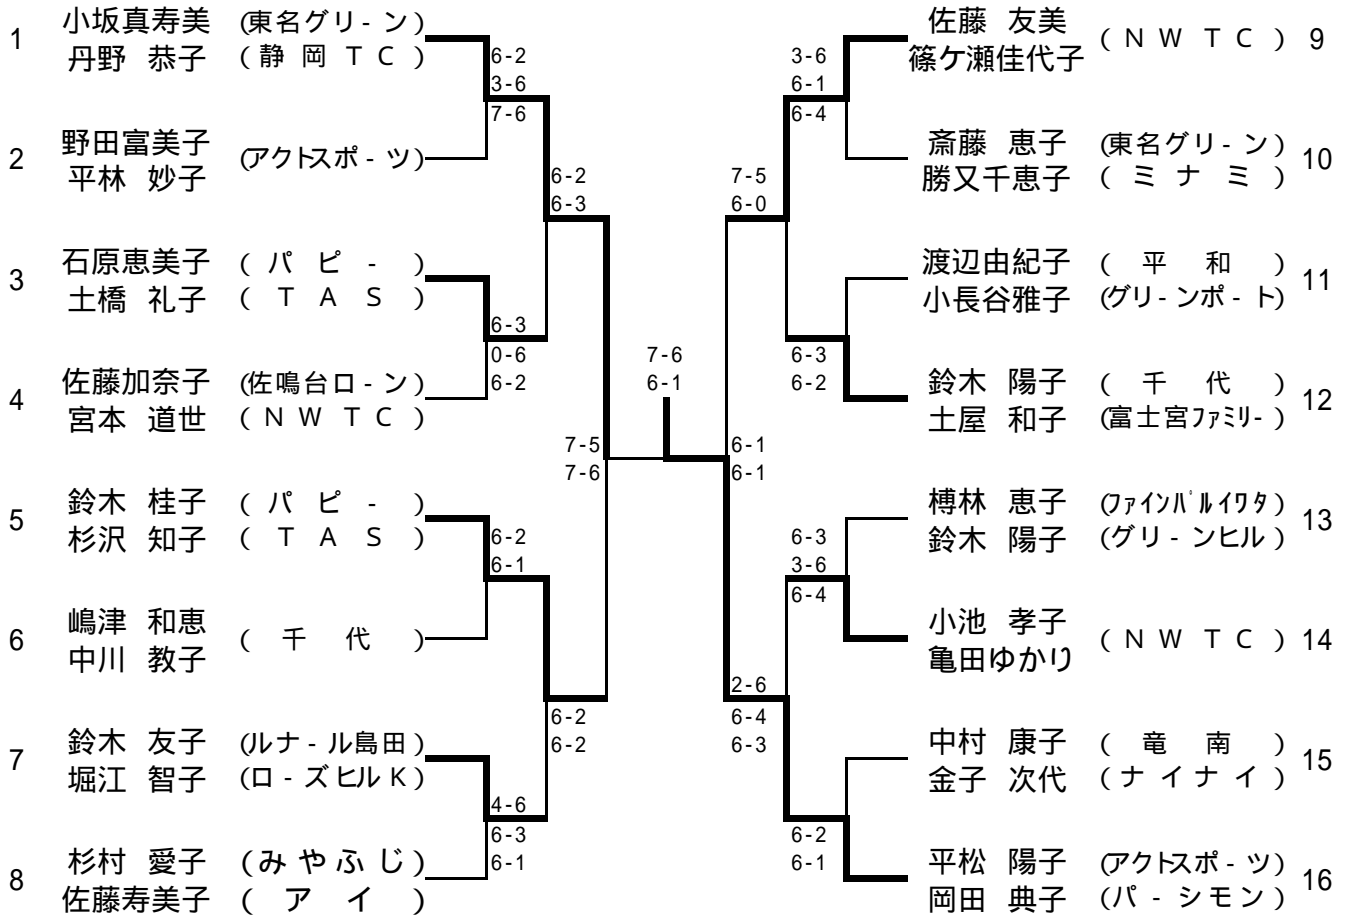 1 小坂真寿美 (東名グリ-ン)
丹野 恭子 (静岡TC)
6-2
3-6
7-6
2 野田富美子 (アクトスポ-ツ)
平林 妙子
6-2
6-3
3 石原恵美子 (パピ-)
土橋 礼子 (TAS)
6-3
0-6
6-2
4 佐藤加奈子 (佐鳴台ロ-ン)
宮本 道世 (NWTC)
7-5
7-6
5 鈴木 桂子 (パピ-)
杉沢 知子 (TAS)
6-2
6-1
6 嶋津 和恵 (千代)
中川 教子
6-2
6-2
7 鈴木 友子 (ルナ-ル島田)
堀江 智子 (ロ-ズヒルK)
4-6
6-3
6-1
8 杉村 愛子 (みやふじ)
佐藤寿美子 (アイ)
7-6
6-1
佐藤 友美 (NWTC) 9
篠ケ瀬佳代子
3-6
6-1
6-4
斎藤 恵子 (東名グリ-ン) 10
勝又千恵子 (ミナミ)
7-5
6-0
渡辺由紀子 (平和) 11
小長谷雅子 (グリ-ンポ-ト)
6-3
6-2
鈴木 陽子 (千代) 12
土屋 和子 (富士宮ファミリ-)
6-1
6-1
榑林 恵子 (ファインバルイワタ) 13
鈴木 陽子 (グリ-ンヒル)
6-3
3-6
6-4
小池 孝子 (NWTC) 14
亀田ゆかり
2-6
6-4
6-3
中村 康子 (竜南) 15
金子 次代 (ナイナイ)
6-2
6-1
平松 陽子 (アクトスポ-ツ) 16
岡田 典子 (パ-シモン)